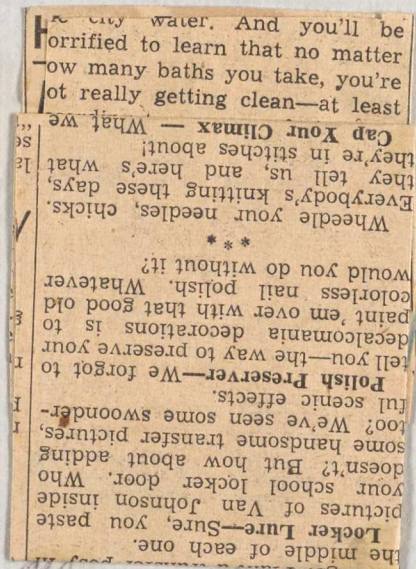 city water. And you'll be
orrified to learn that no matter
ow many baths you take, you're
ot really getting clean—at least
the middle of each one.
Locker Lure—Sure, you paste
pictures of Van Johnson inside
your school locker door. Who
doesn't? But how about adding
some handsome transfer pictures,
too? We've seen some swoonder-
ful scenic effects.
Polish Preserver—We forgot to
tell you—the way to preserve your
decalcomania decorations is to
paint 'em over with that good old
colorless nail polish. Whatever
would you do without it?
* * *
Wheedle your needles, chicks.
Everybody's knitting these days,
they tell us, and here's what
they're in stitches about!
Cap Your Climax — What we